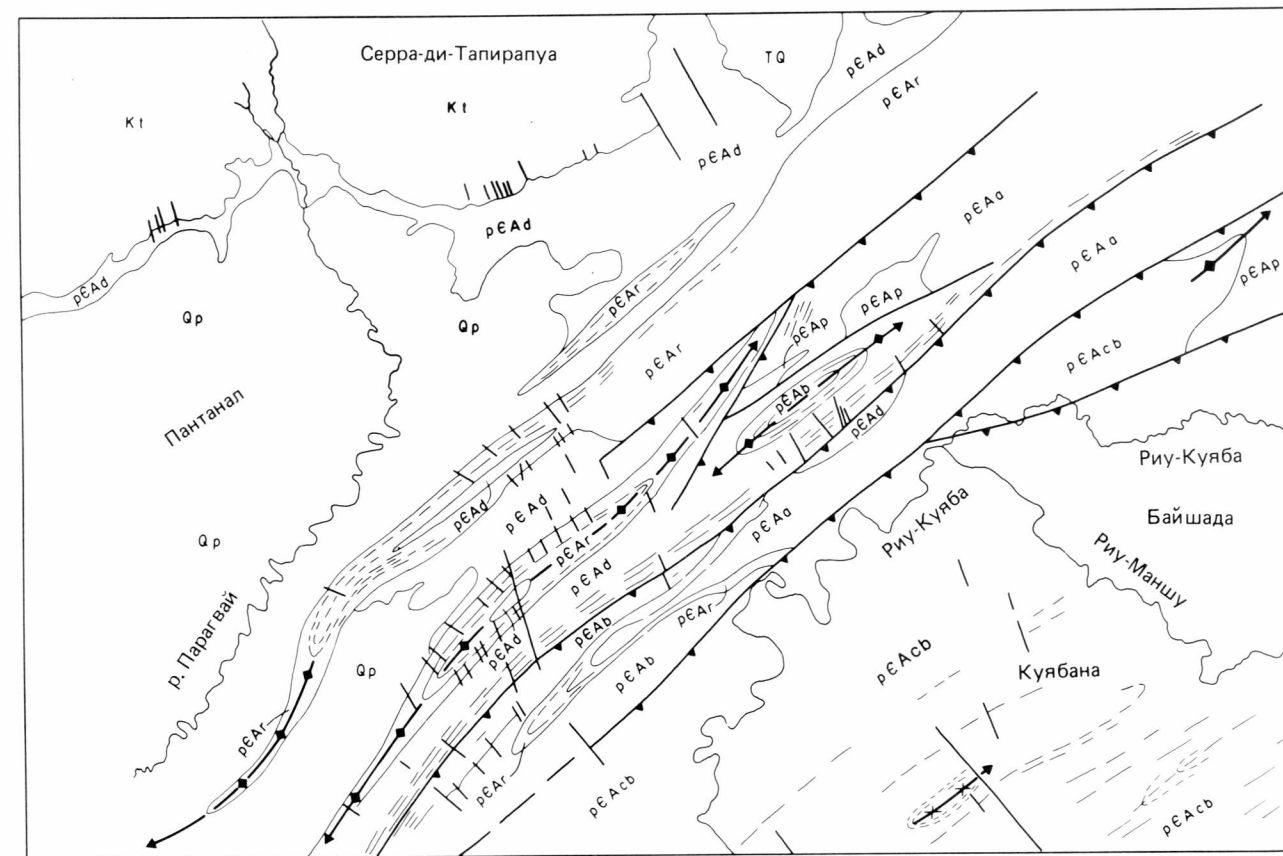 Серра-ди-Тапирапуа
TQ
pЄAd
pЄAr
Kt
Kt
pЄAd
pЄAd
pЄAa
pЄAd
pЄAa
pЄAr
pЄAp
Qp
Qp
pЄAp
pЄAp
pЄAr
pЄAcb
Пантанал
pЄAb
pЄAd
Риу-Куяба
pЄAd
pЄAd
Риу-Куяба
Байшада
Qp
pЄAa
pЄAr
Риу-Маншу
pЄAd
р. Парагвай
pЄAb
pЄAr
pЄAd
pЄAcb
Qp
pЄAb
Куябана
pЄAr
pЄAr
pЄAcb
pЄAcb